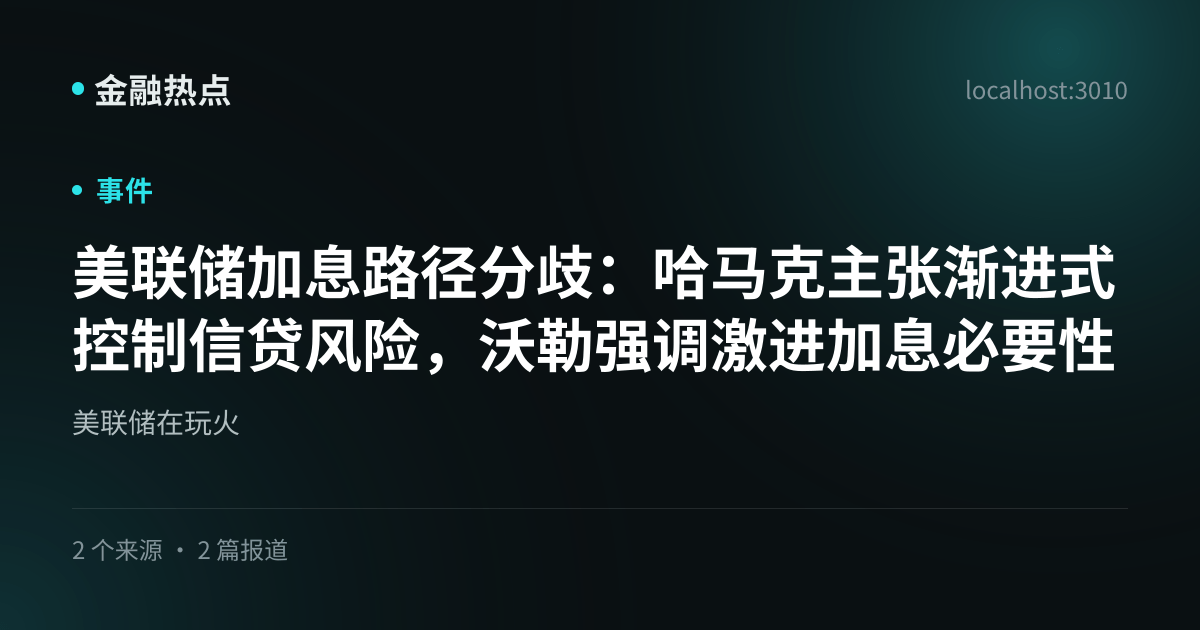 金融热点
localhost:3010
事件
美联储加息路径分歧：哈马克主张渐进式
控制信贷风险，沃勒强调激进加息必要性
美联储在玩火
2 个来源 · 2 篇报道